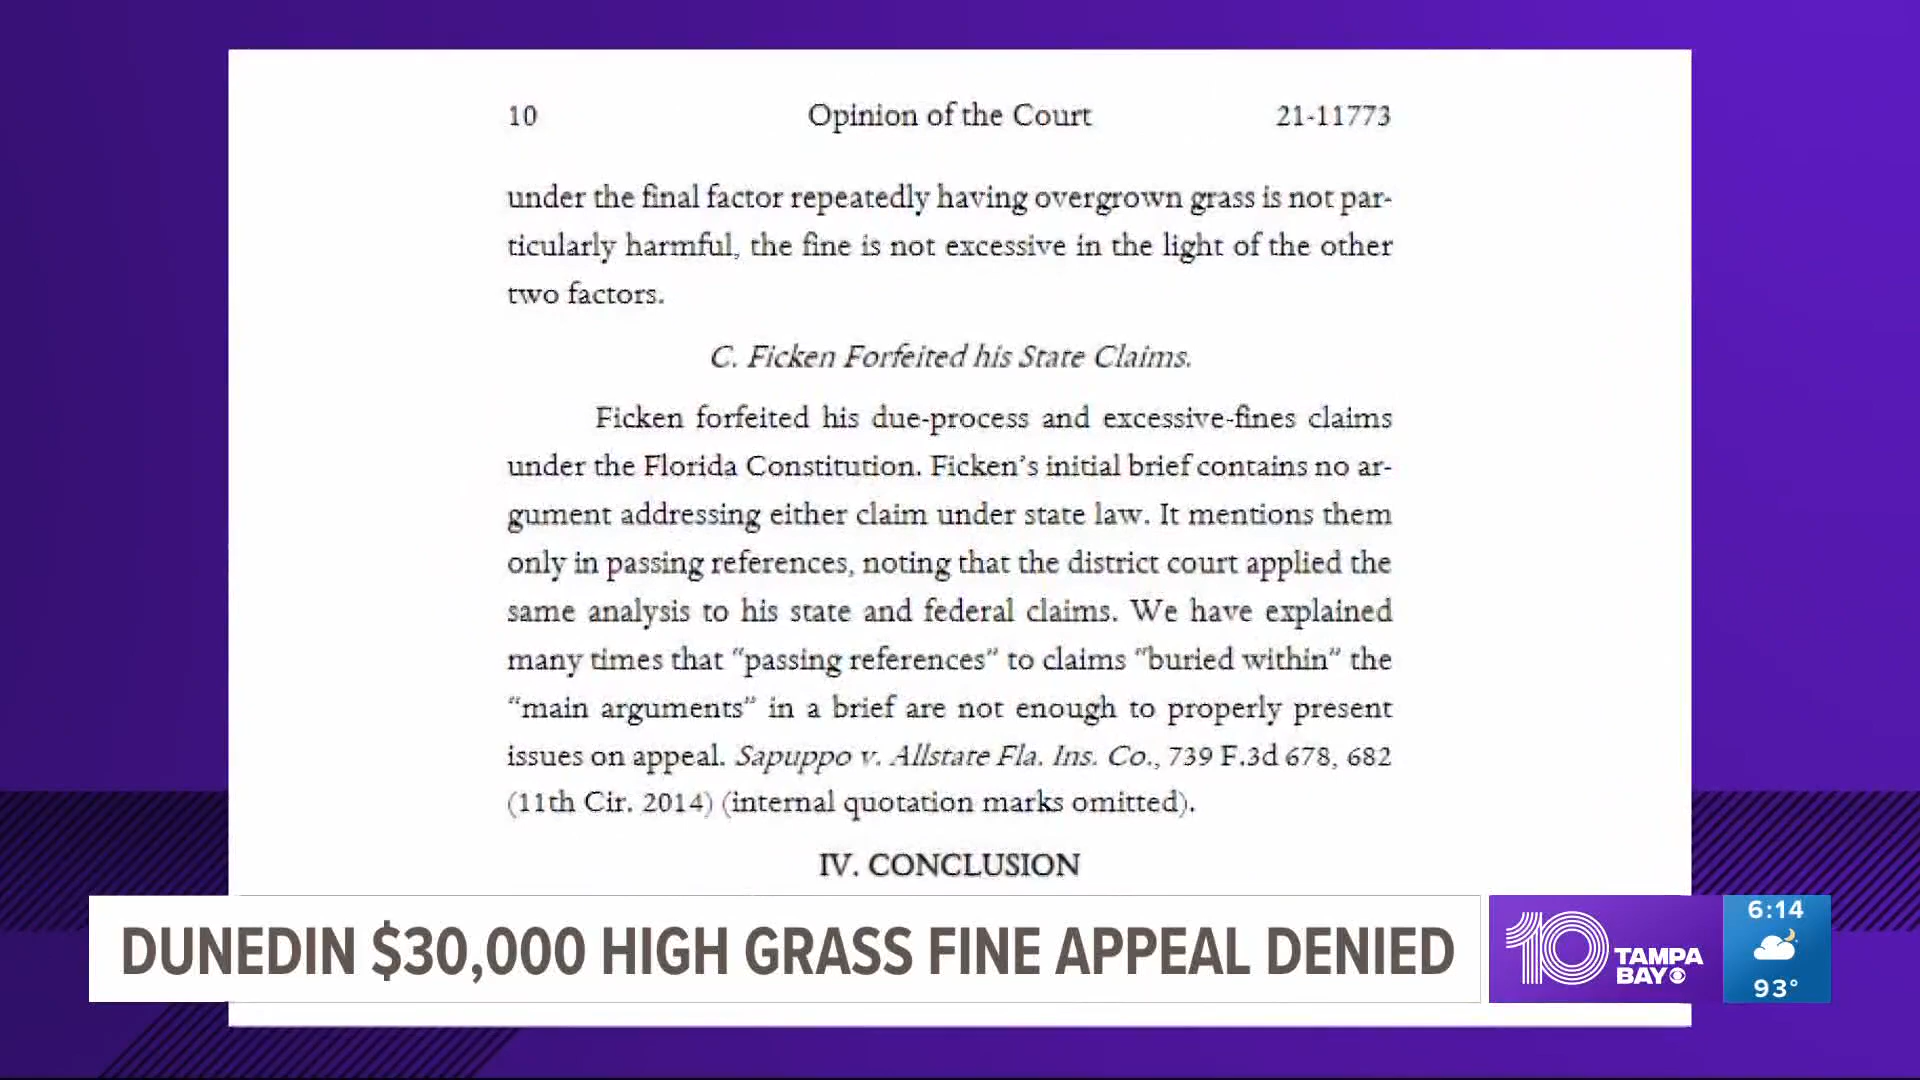 10 Opinion of the Court 21-11773
under the final factor repeatedly having overgrown grass is not par-
ticularly harmful, the fine is not excessive in the light of the other
two factors.
C. Ficken Forfeited his State Claims.
Ficken forfeited his due-process and excessive-fines claims
under the Florida Constitution. Ficken's initial brief contains no ar-
gument addressing either claim under state law. It mentions them
only in passing references, noting that the district court applied the
same analysis to his state and federal claims. We have explained
many times that “passing references” to claims “buried within” the
“main arguments” in a brief are not enough to properly present
issues on appeal. Sapuppo v. Allstate Fla. Ins. Co., 739 F.3d 678, 682
(11th Cir. 2014) (internal quotation marks omitted).
IV. CONCLUSION
DUNEDIN $30,000 HIGH GRASS FINE APPEAL DENIED
10 TAMPA
BAY
6:14
93°